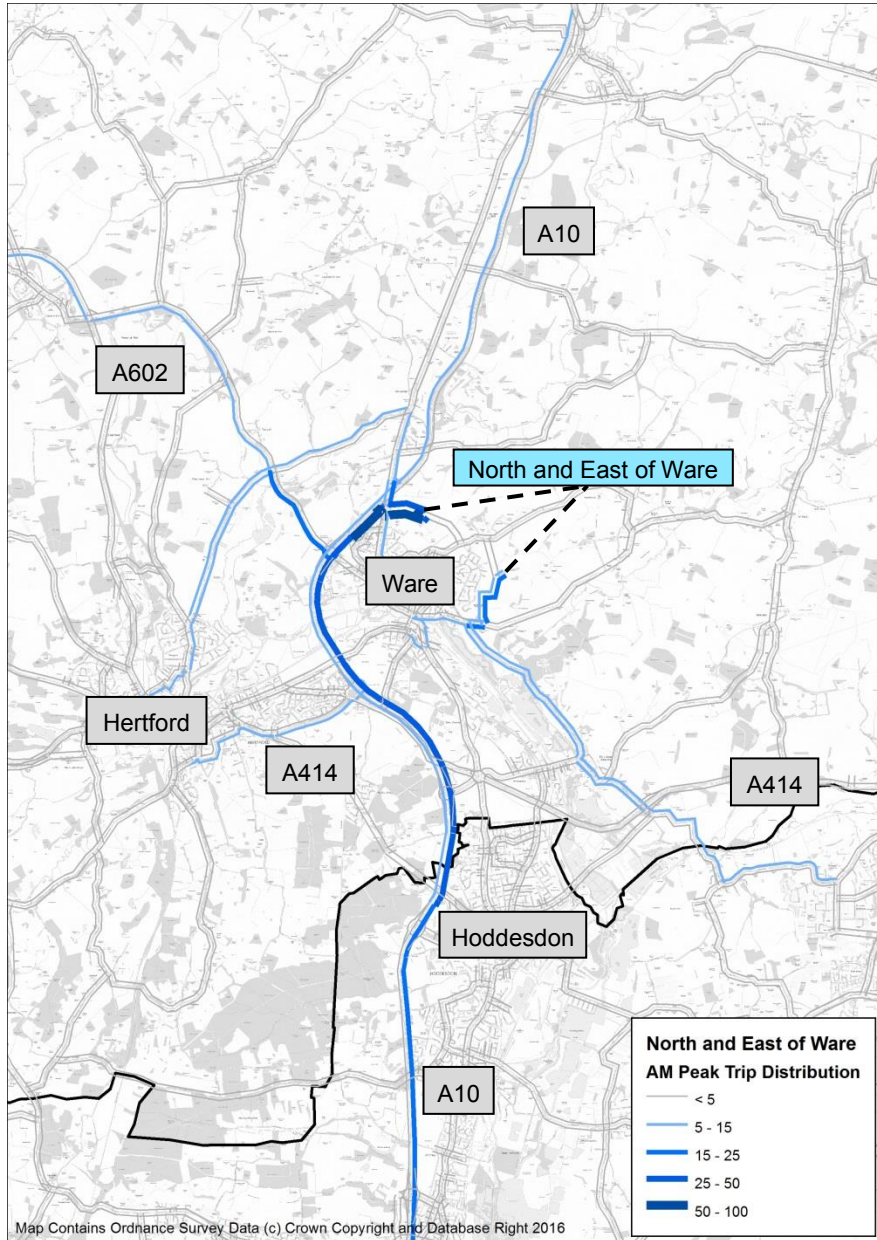 A10
A602
North and East of Ware
Ware
Hertford
A414
A414
Hoddesdon
HODDESDON
A10
North and East of Ware
AM Peak Trip Distribution
< 5
5 - 15
15 - 25
25 - 50
50 - 100
Map Contains Ordnance Survey Data (c) Crown Copyright and Database Right 2016